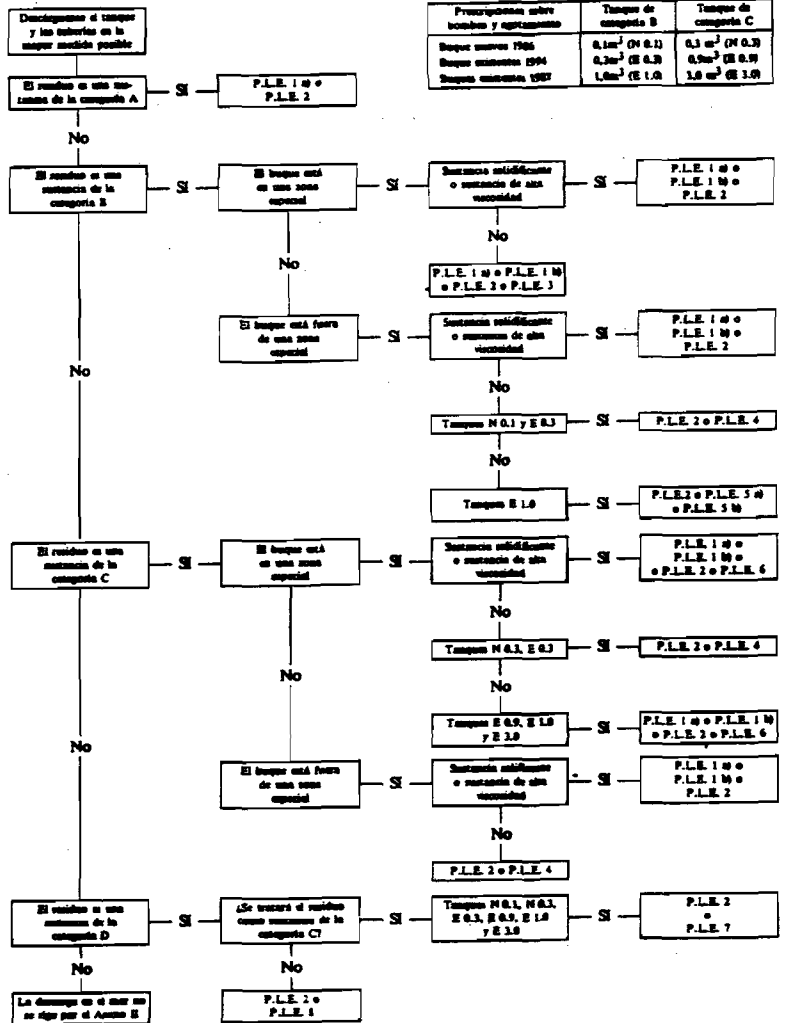 Descárguense el tanque
y las tuberías en la
mayor medida posible
Prescripciones sobre
bombeo y agotamiento
Tanque de
categoría B
Tanque de
categoría C
Buques nuevos 1986
0,1m³ (N 0.1)
0,3 m³ (N 0.3)
Buques existentes 1994
0,3m³ (E 0.3)
0,9m³ (E 0.9)
Buques existentes 1987
1,0m³ (E 1.0)
3,0 m³ (E 3.0)
El residuo es una sus-
tancia de la categoría A
Sí
P.L.E. 1 a) o
P.L.E. 2
No
El residuo es una
sustancia de la
categoría B
Sí
El buque está
en una zona
especial
Sí
Sustancia solidificante
o sustancia de alta
viscosidad
Sí
P.L.E. 1 a) o
P.L.E. 1 b) o
P.L.E. 2
No
No
P.L.E. 1 a) o P.L.E. 1 b)
o P.L.E. 2 o P.L.E. 3
El buque está fuera
de una zona
especial
Sí
Sustancia solidificante
o sustancia de alta
viscosidad
Sí
P.L.E. 1 a) o
P.L.E. 1 b) o
P.L.E. 2
No
No
Tanques N 0.1 y E 0.3
Sí
P.L.E. 2 o P.L.E. 4
No
Tanques E 1.0
Sí
P.L.E.2 o P.L.E. 5 a)
o P.L.E. 5 b)
El residuo es una
sustancia de la
categoría C
Sí
El buque está
en una zona
especial
Sí
Sustancia solidificante
o sustancia de alta
viscosidad
Sí
P.L.E. 1 a) o
P.L.E. 1 b) o
o P.L.E. 2 o P.L.E. 6
No
Tanques N 0.3, E 0.3
Sí
P.L.E. 2 o P.L.E. 4
No
No
Tanques E 0.9, E 1.0
y E 3.0
Sí
P.L.E. 1 a) o P.L.E. 1 b)
o P.L.E. 2 o P.L.E. 6
No
El buque está fuera
de una zona
especial
Sí
Sustancia solidificante
o sustancia de alta
viscosidad
Sí
P.L.E. 1 a) o
P.L.E. 1 b) o
P.L.E. 2
No
P.L.E. 2 o P.L.E. 4
El residuo es una
sustancia de la
categoría D
Sí
¿Se tratará el residuo
como sustancia de la
categoría C?
Sí
Tanques N 0.1, N 0.3,
E 0.3, E 0.9, E 1.0
y E 3.0
Sí
P.L.E. 2
o
P.L.E. 7
No
No
La descarga en el mar no
se rige por el Anexo II
P.L.E. 2 o
P.L.E.